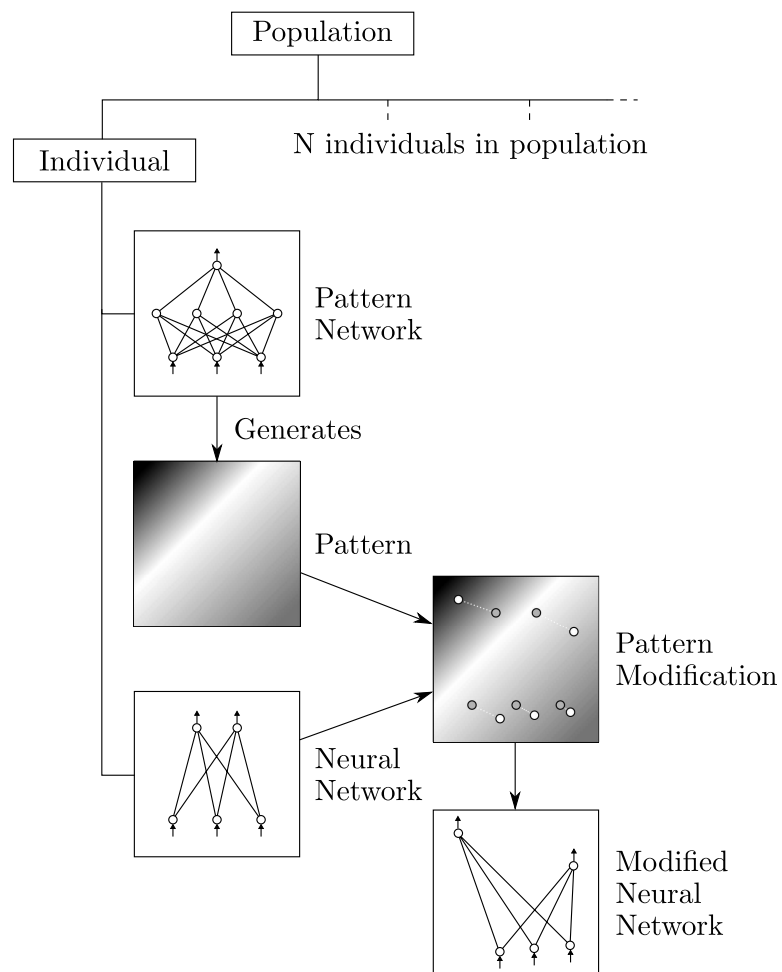 Population
N individuals in population
Individual
Pattern
Network
Generates
Pattern
Pattern
Modification
Neural
Network
Modified
Neural
Network